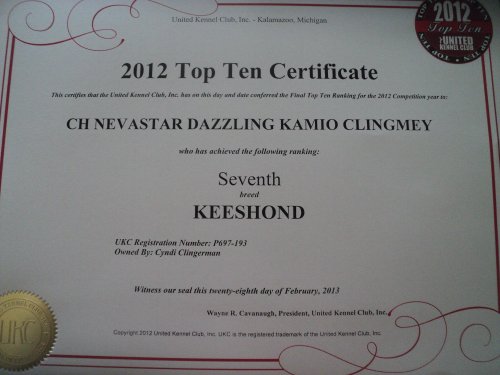 United Kennel Club, Inc. - Kalamazoo, Michigan
TOP TEN
2012
Top Ten
UNITED
KENNEL CLUB
TOP TEN
2012 Top Ten Certificate
This certifies that the United Kennel Club, Inc. has on this day and date conferred the Final Top Ten Ranking for the 2012 Competition year to:
CH NEVASTAR DAZZLING KAMIO CLINGMEY
who has achieved the following ranking:
Seventh
breed
KEESHOND
UKC Registration Number: P697-193
Owned By: Cyndi Clingerman
Witness our seal this twenty-eighth day of February, 2013
Wayne R. Cavanaugh, President, United Kennel Club, Inc.
Copyright 2012 United Kennel Club, Inc. UKC is the registered trademark of the United Kennel Club, Inc.
UKC